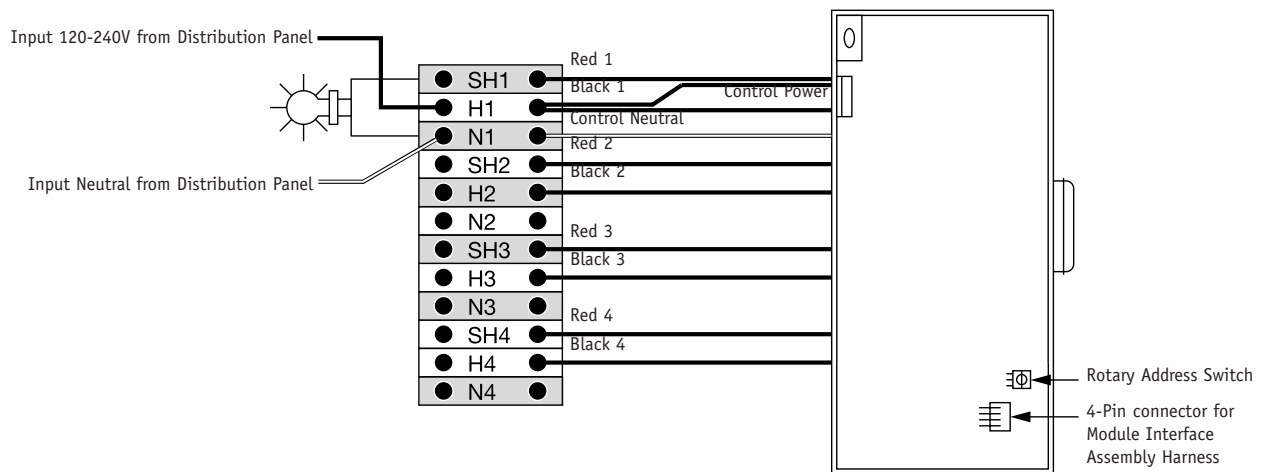 Input 120-240V from Distribution Panel
Red 1
SH1
Black 1
Control Power
H1
Control Neutral
N1
Red 2
SH2
Black 2
Input Neutral from Distribution Panel
H2
N2
Red 3
SH3
Black 3
H3
N3
Red 4
SH4
Black 4
H4
N4
Rotary Address Switch
4-Pin connector for
Module Interface
Assembly Harness